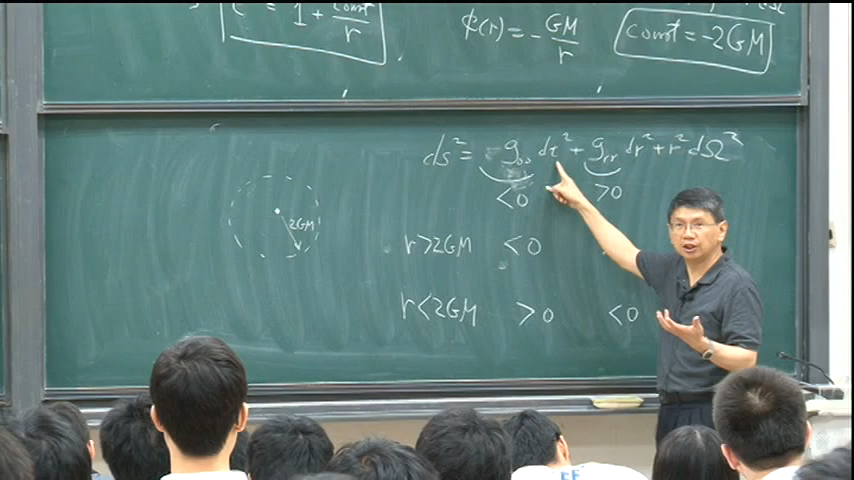 = 1 + const/r
φ(r) = - GM/r
const = -2GM
ds² = g₀₀ dt² + gᵣᵣ dr² + r² dΩ²
<0 >0
2GM
r>2GM <0
r<2GM >0 <0